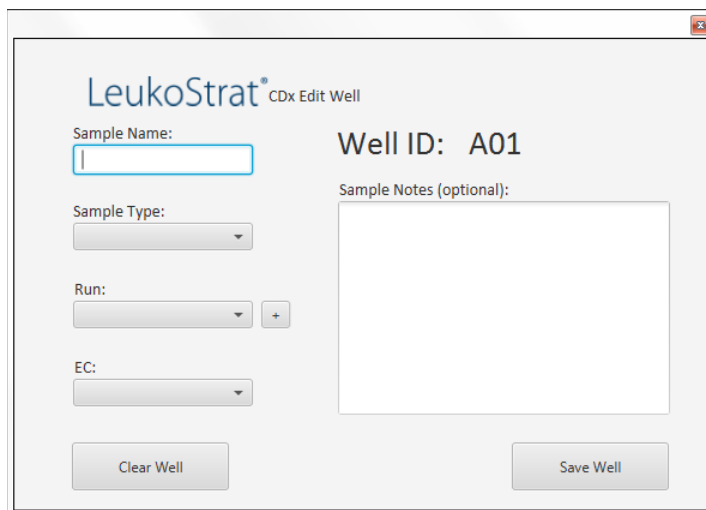 x
LeukoStrat® CDx Edit Well
Sample Name:
Well ID: A01
Sample Notes (optional):
Sample Type:
Run:
+
EC:
Clear Well
Save Well